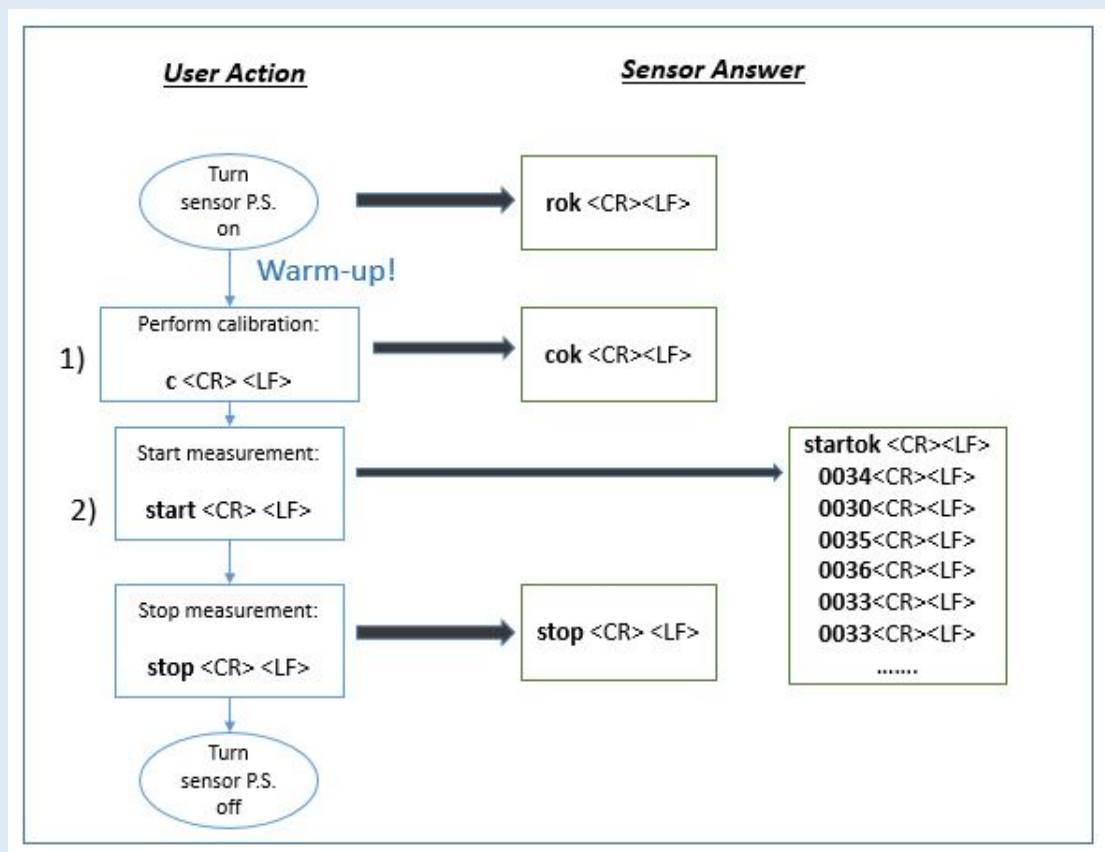 User Action
Sensor Answer
Turn
sensor P.S.
on
rok <CR><LF>
Warm-up!
1)
Perform calibration:
c <CR> <LF>
cok <CR><LF>
2)
Start measurement:
start <CR> <LF>
startok <CR><LF>
0034<CR><LF>
0030<CR><LF>
0035<CR><LF>
0036<CR><LF>
0033<CR><LF>
0033<CR><LF>
.......
Stop measurement:
stop <CR> <LF>
stop <CR> <LF>
Turn
sensor P.S.
off